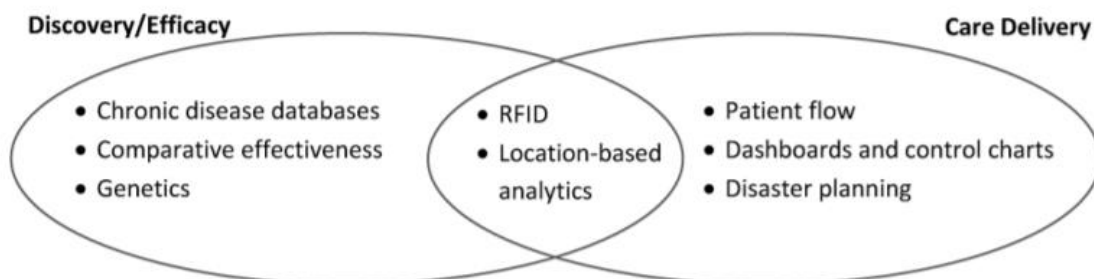 Discovery/Efficacy
Care Delivery
• Chronic disease databases
• Comparative effectiveness
• Genetics
• RFID
• Location-based
analytics
• Patient flow
• Dashboards and control charts
• Disaster planning